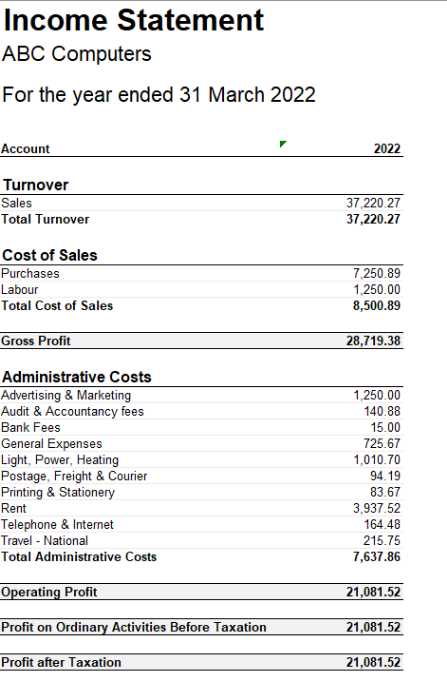 Income Statement
ABC Computers
For the year ended 31 March 2022
Account 2022
Turnover
Sales 37,220.27
Total Turnover 37,220.27
Cost of Sales
Purchases 7,250.89
Labour 1,250.00
Total Cost of Sales 8,500.89
Gross Profit 28,719.38
Administrative Costs
Advertising & Marketing 1,250.00
Audit & Accountancy fees 140.88
Bank Fees 15.00
General Expenses 725.67
Light, Power, Heating 1,010.70
Postage, Freight & Courier 94.19
Printing & Stationery 83.67
Rent 3,937.52
Telephone & Internet 164.48
Travel - National 215.75
Total Administrative Costs 7,637.86
Operating Profit 21,081.52
Profit on Ordinary Activities Before Taxation 21,081.52
Profit after Taxation 21,081.52